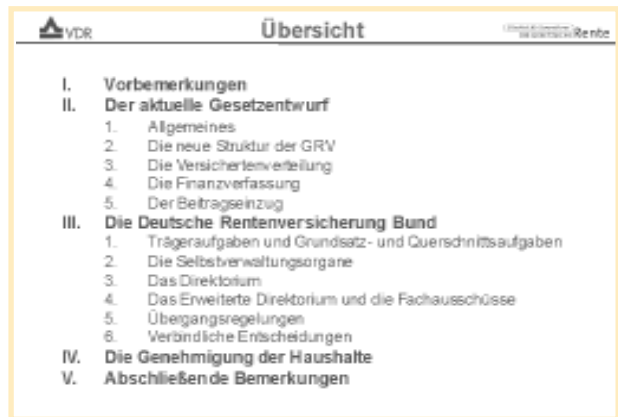 VDR
Übersicht
Rente
I. Vorbemerkungen
II. Der aktuelle Gesetzentwurf
1. Allgemeines
2. Die neue Struktur der GRV
3. Die Versichertenverteilung
4. Die Finanzverfassung
5. Der Beitragseinzug
III. Die Deutsche Rentenversicherung Bund
1. Trägeraufgaben und Grundsatz- und Querschnittsaufgaben
2. Die Selbstverwaltungsorgane
3. Das Direktorium
4. Das Erweiterte Direktorium und die Fachausschüsse
5. Übergangsregelungen
6. Verbindliche Entscheidungen
IV. Die Genehmigung der Haushalte
V. Abschließende Bemerkungen